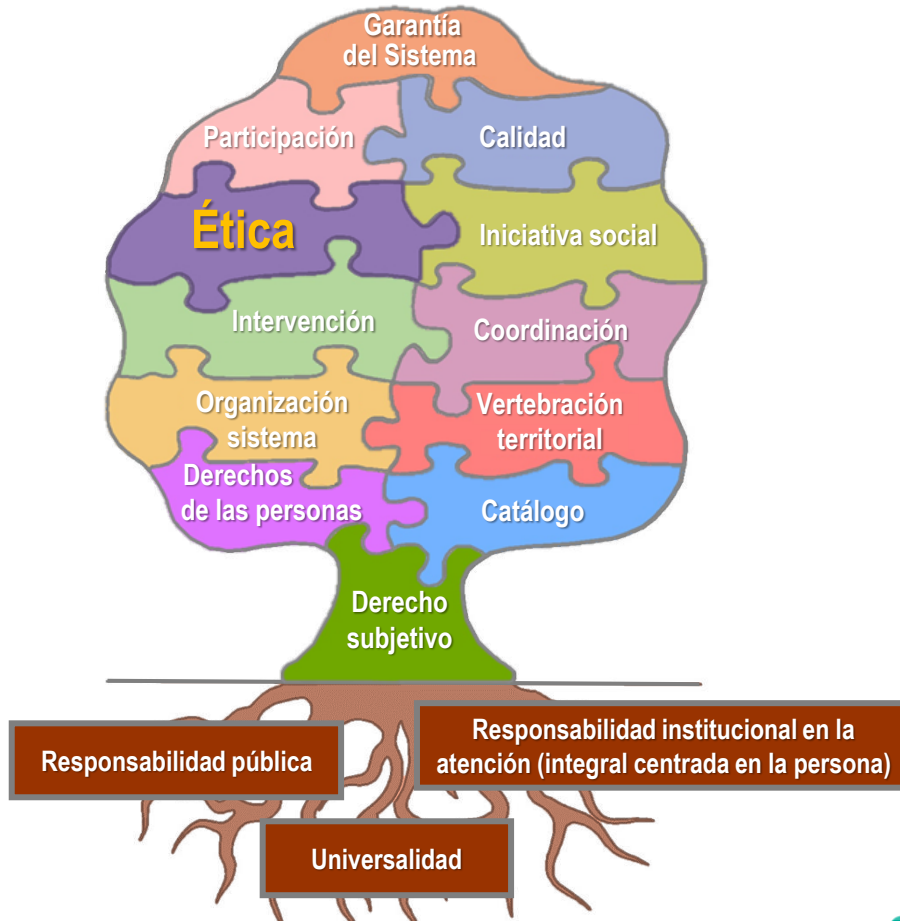 Garantía
del Sistema
Participación
Calidad
Ética
Iniciativa social
Intervención
Coordinación
Organización
sistema
Vertebración
territorial
Derechos
de las personas
Catálogo
Derecho
subjetivo
Responsabilidad pública
Responsabilidad institucional en la
atención (integral centrada en la persona)
Universalidad